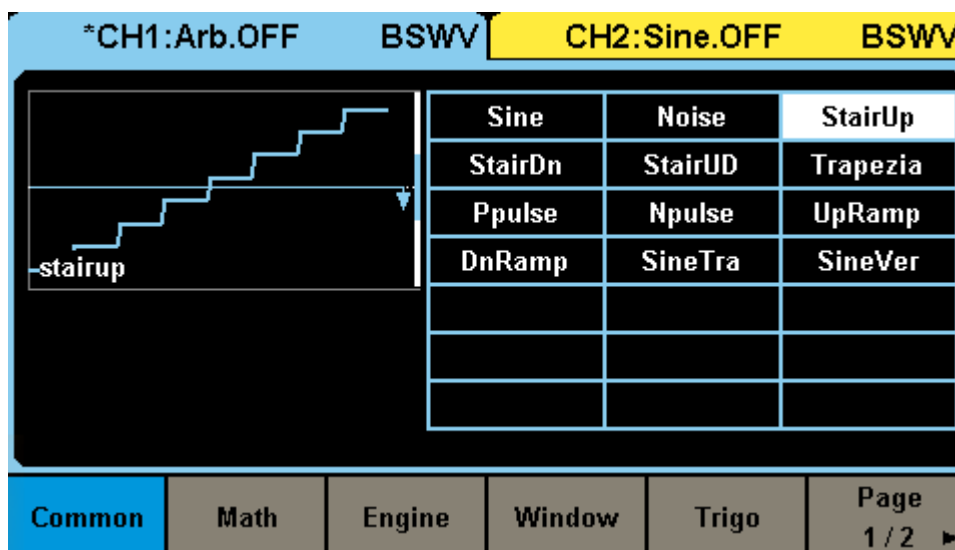 *CH1:Arb.OFF BSWV CH2:Sine.OFF BSWV
Sine Noise StairUp
StairDn StairUD Trapezia
Ppulse Npulse UpRamp
DnRamp SineTra SineVer
stairup
Common Math Engine Window Trigo Page
1 / 2 ►